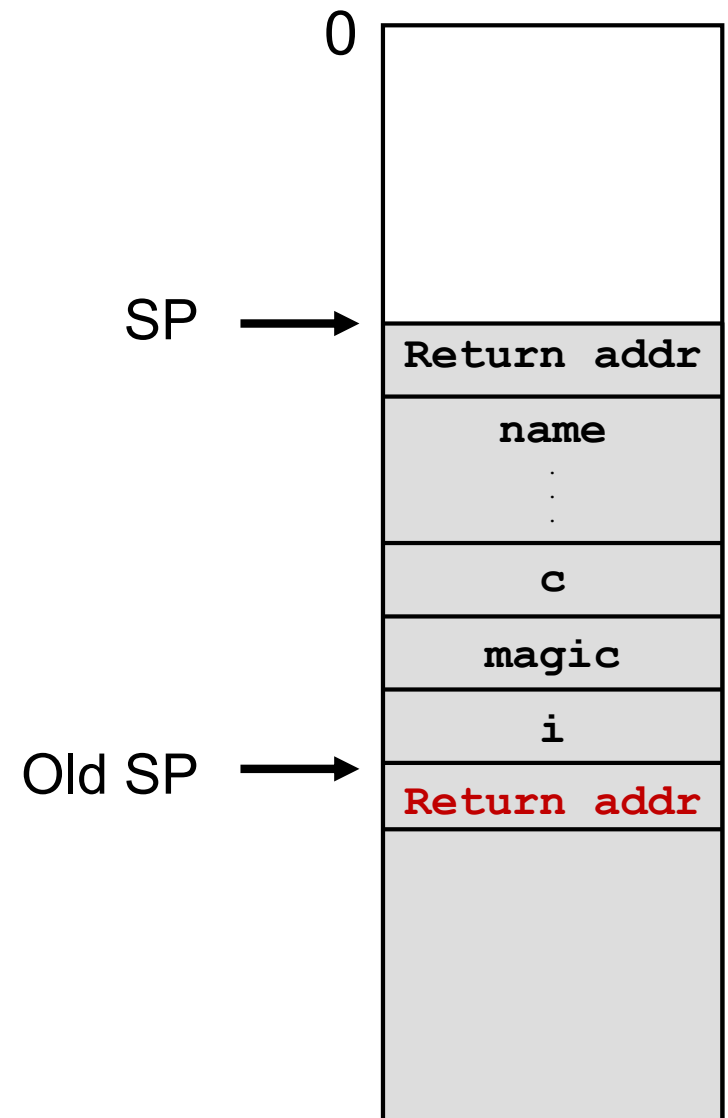 0
SP
Return addr
name
.
.
.
c
magic
i
Old SP
Return addr